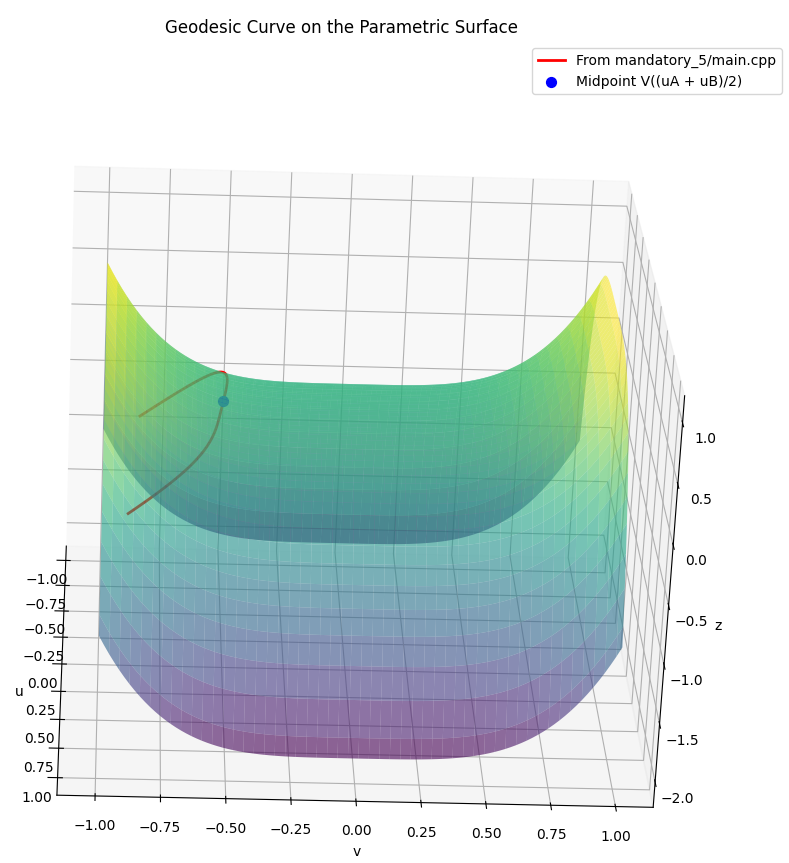 Geodesic Curve on the Parametric Surface
From mandatory_5/main.cpp
Midpoint V((uA + uB)/2)
1.0
0.5
0.0
−0.5
z
−1.0
−1.5
−2.0
−1.00
−0.75
−0.50
−0.25
u
0.00
0.25
0.50
0.75
1.00
−1.00 −0.75 −0.50 −0.25 0.00 0.25 0.50 0.75 1.00
v